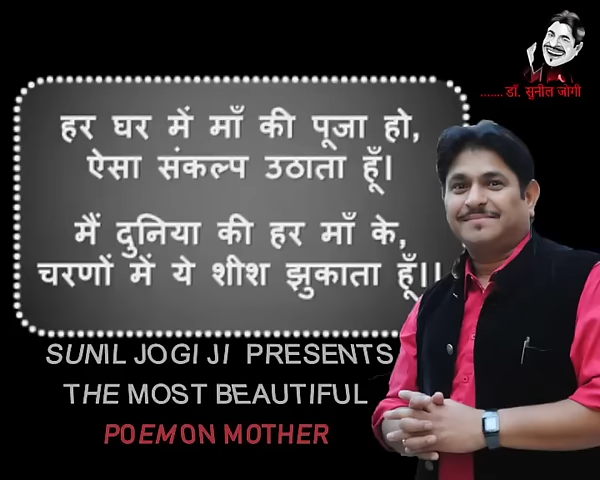 .......डॉ. सुनील जोगी
हर घर में माँ की पूजा हो,
ऐसा संकल्प उठाता हूँ।
मैं दुनिया की हर माँ के,
चरणों में ये शीश झुकाता हूँ।।
SUNIL JOGI JI PRESENTS
THE MOST BEAUTIFUL
POEM ON MOTHER